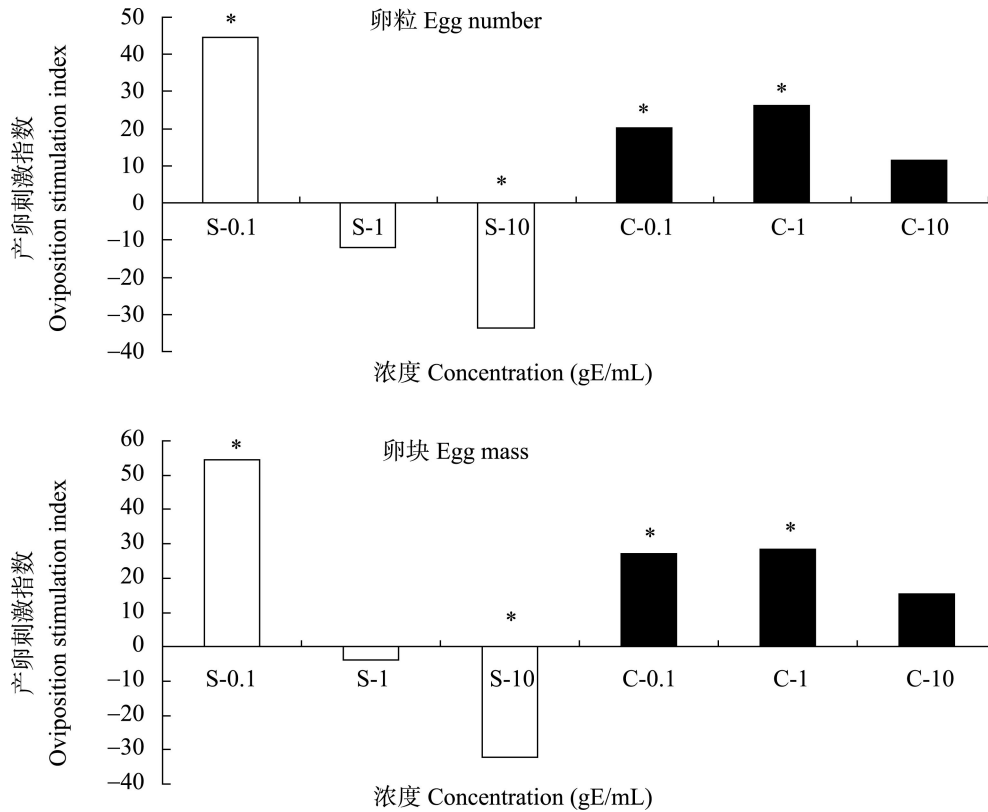 卵粒 Egg number
产卵刺激指数
Oviposition stimulation index
50
40
30
20
10
0
–10
–20
–30
–40
*
*
*
*
S-0.1
S-1
S-10
C-0.1
C-1
C-10
浓度 Concentration (gE/mL)
卵块 Egg mass
产卵刺激指数
Oviposition stimulation index
60
50
40
30
20
10
0
–10
–20
–30
–40
*
*
*
*
S-0.1
S-1
S-10
C-0.1
C-1
C-10
浓度 Concentration (gE/mL)